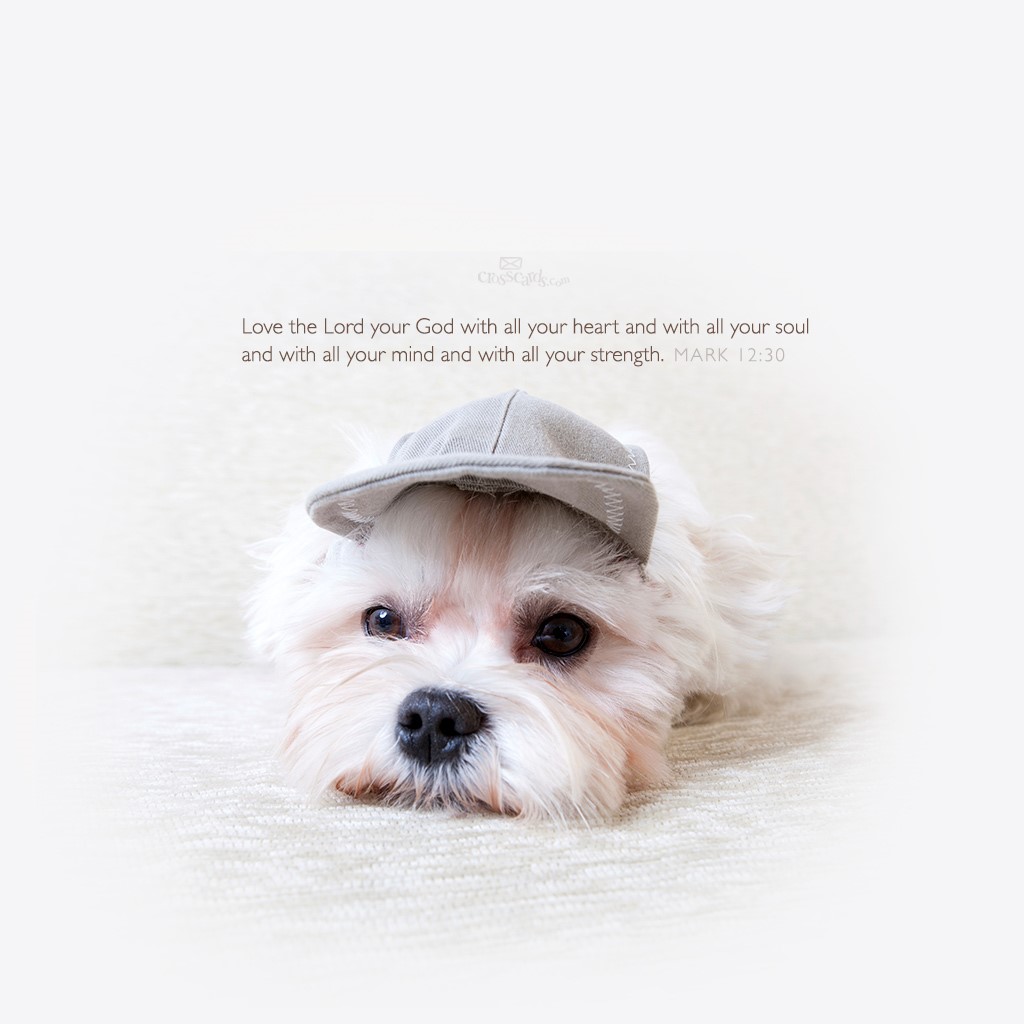 crosscards.com
Love the Lord your God with all your heart and with all your soul
and with all your mind and with all your strength. MARK 12:30